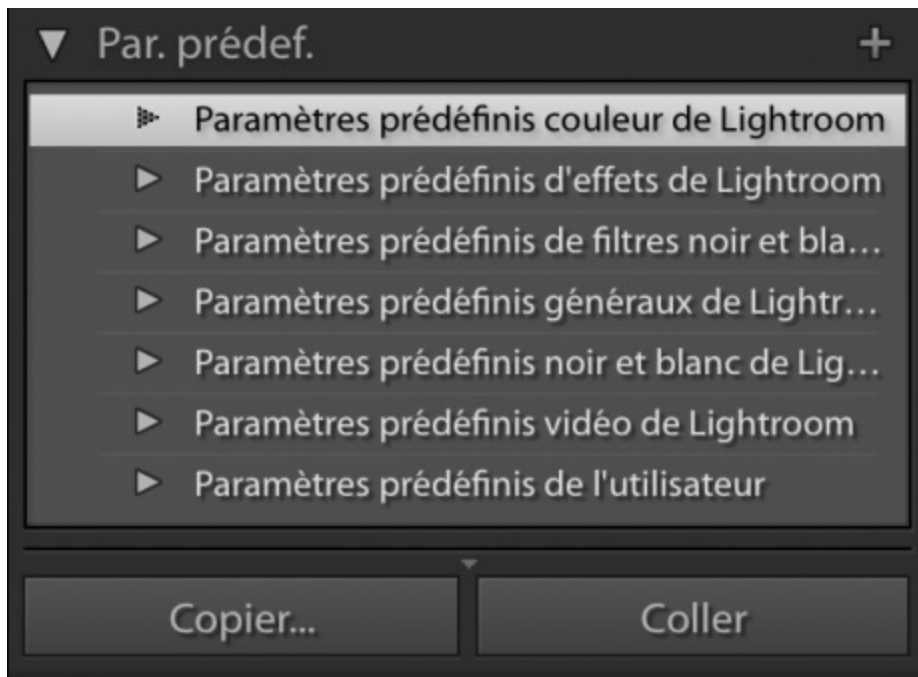 Par. prédef.
Paramètres prédéfinis couleur de Lightroom
Paramètres prédéfinis d'effets de Lightroom
Paramètres prédéfinis de filtres noir et bla...
Paramètres prédéfinis généraux de Lightr...
Paramètres prédéfinis noir et blanc de Lig...
Paramètres prédéfinis vidéo de Lightroom
Paramètres prédéfinis de l'utilisateur
Copier... Coller